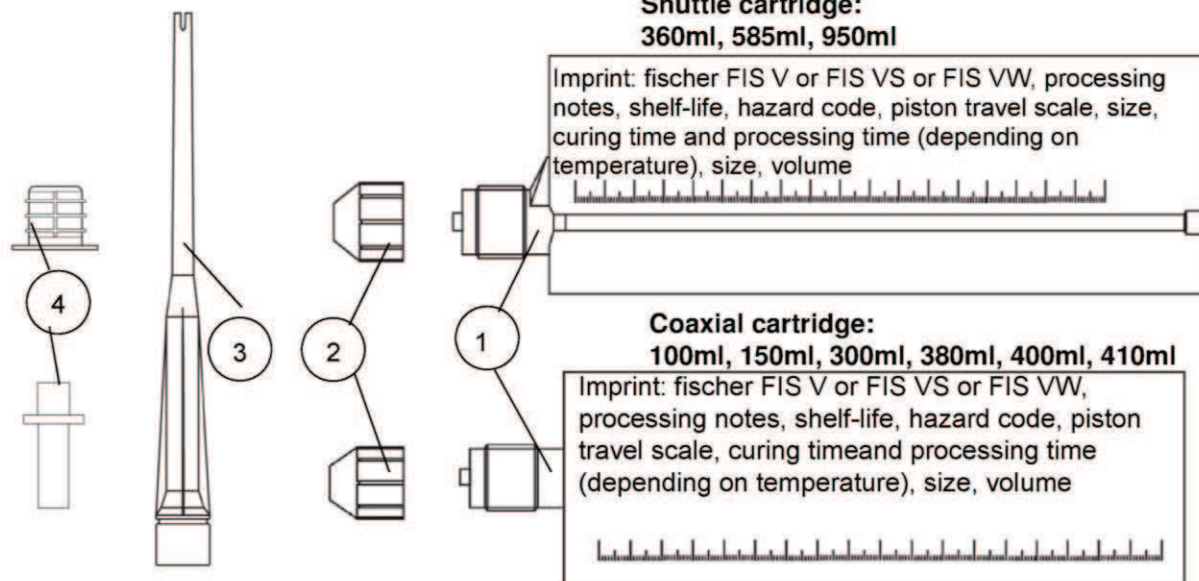 Shuttle cartridge:
360ml, 585ml, 950ml
Imprint: fischer FIS V or FIS VS or FIS VW, processing
notes, shelf-life, hazard code, piston travel scale, size,
curing time and processing time (depending on
temperature), size, volume
4
3
2
1
Coaxial cartridge:
100ml, 150ml, 300ml, 380ml, 400ml, 410ml
Imprint: fischer FIS V or FIS VS or FIS VW,
processing notes, shelf-life, hazard code, piston
travel scale, curing timeand processing time
(depending on temperature), size, volume